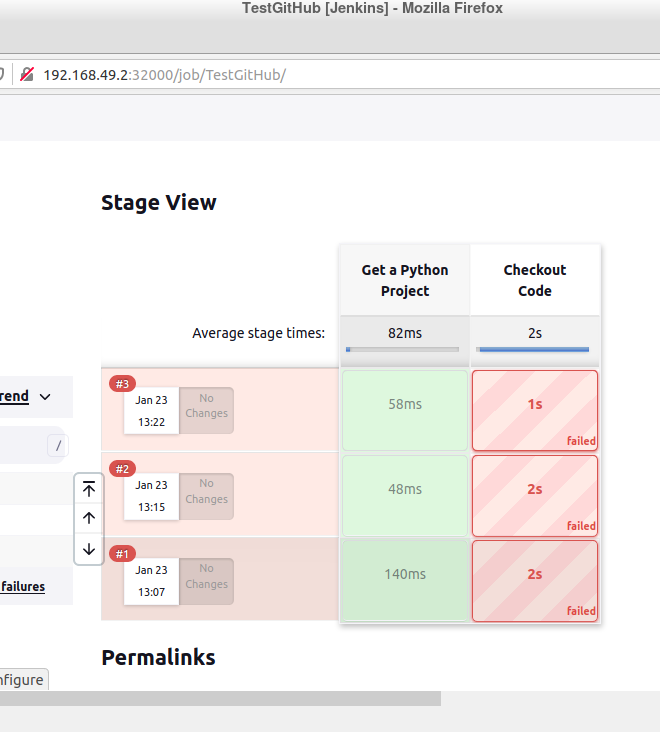 TestGitHub [Jenkins] - Mozilla Firefox
192.168.49.2:32000/job/TestGitHub/
Stage View
Get a Python
Project
Checkout
Code
Average stage times:
82ms
2s
rend
/
failures
nfigure
#3
Jan 23
13:22
No
Changes
58ms
1s
failed
#2
Jan 23
13:15
No
Changes
48ms
2s
failed
#1
Jan 23
13:07
No
Changes
140ms
2s
failed
Permalinks